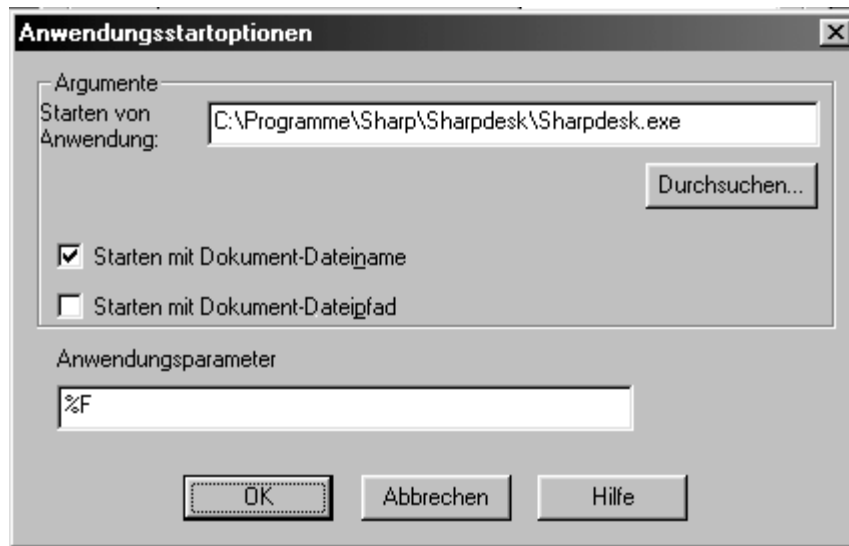 Anwendungsstartoptionen
Argumente
Starten von
Anwendung:
C:\Programme\Sharp\Sharpdesk\Sharpdesk.exe
Durchsuchen...
Starten mit Dokument-Dateiname
Starten mit Dokument-Dateipfad
Anwendungsparameter
%F
OK
Abbrechen
Hilfe